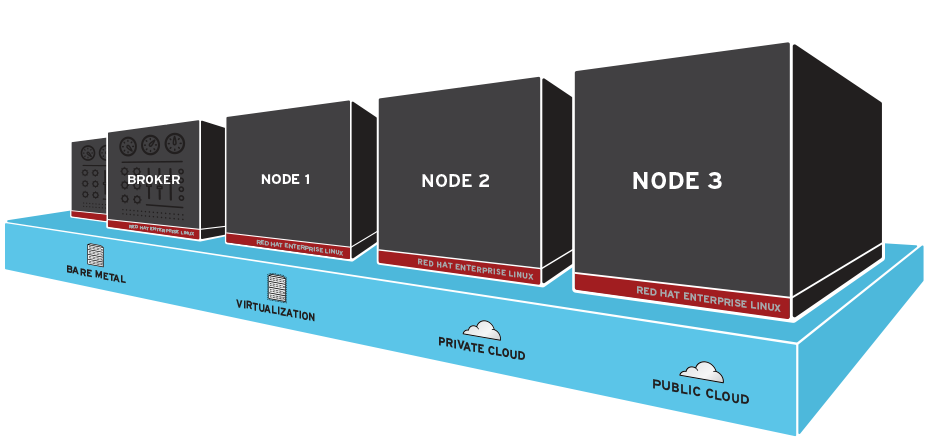 BROKER
NODE 1
NODE 2
NODE 3
RED HAT ENTERPRISE LINUX
RED HAT ENTERPRISE LINUX
RED HAT ENTERPRISE LINUX
RED HAT ENTERPRISE LINUX
BARE METAL
VIRTUALIZATION
PRIVATE CLOUD
PUBLIC CLOUD